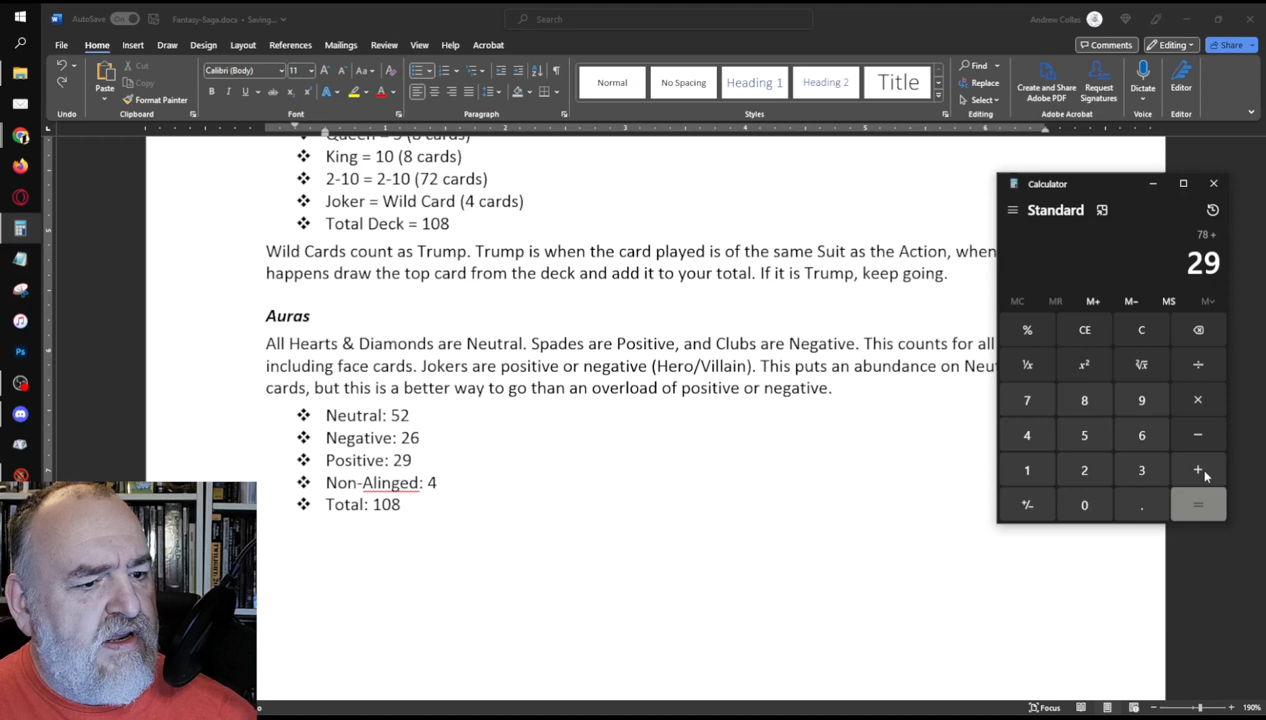 AutoSave On Fantasy-Saga.docx • Saving... Search Andrew Collas
File Home Insert Draw Design Layout References Mailings Review View Help Acrobat Comments Editing Share
Paste Cut Copy Format Painter
Calibri (Body) 11
Normal No Spacing Heading 1 Heading 2 Title
Find Replace Select
Create and Share Adobe PDF Request Signatures Dictate Editor
Undo Clipboard Font Paragraph Styles Editing Adobe Acrobat Voice Editor
King = 10 (8 cards)
2-10 = 2-10 (72 cards)
Joker = Wild Card (4 cards)
Total Deck = 108
Wild Cards count as Trump. Trump is when the card played is of the same Suit as the Action, when
happens draw the top card from the deck and add it to your total. If it is Trump, keep going.
Auras
All Hearts & Diamonds are Neutral. Spades are Positive, and Clubs are Negative. This counts for all
including face cards. Jokers are positive or negative (Hero/Villain). This puts an abundance on Neu
cards, but this is a better way to go than an overload of positive or negative.
Neutral: 52
Negative: 26
Positive: 29
Non-Alinged: 4
Total: 108
Calculator
Standard
78 +
29
MC MR M+ M− MS M˅
% CE C
⅟x x² ²√x ÷
7 8 9 ×
4 5 6 −
1 2 3 +
+/− 0 . =
Focus 190%